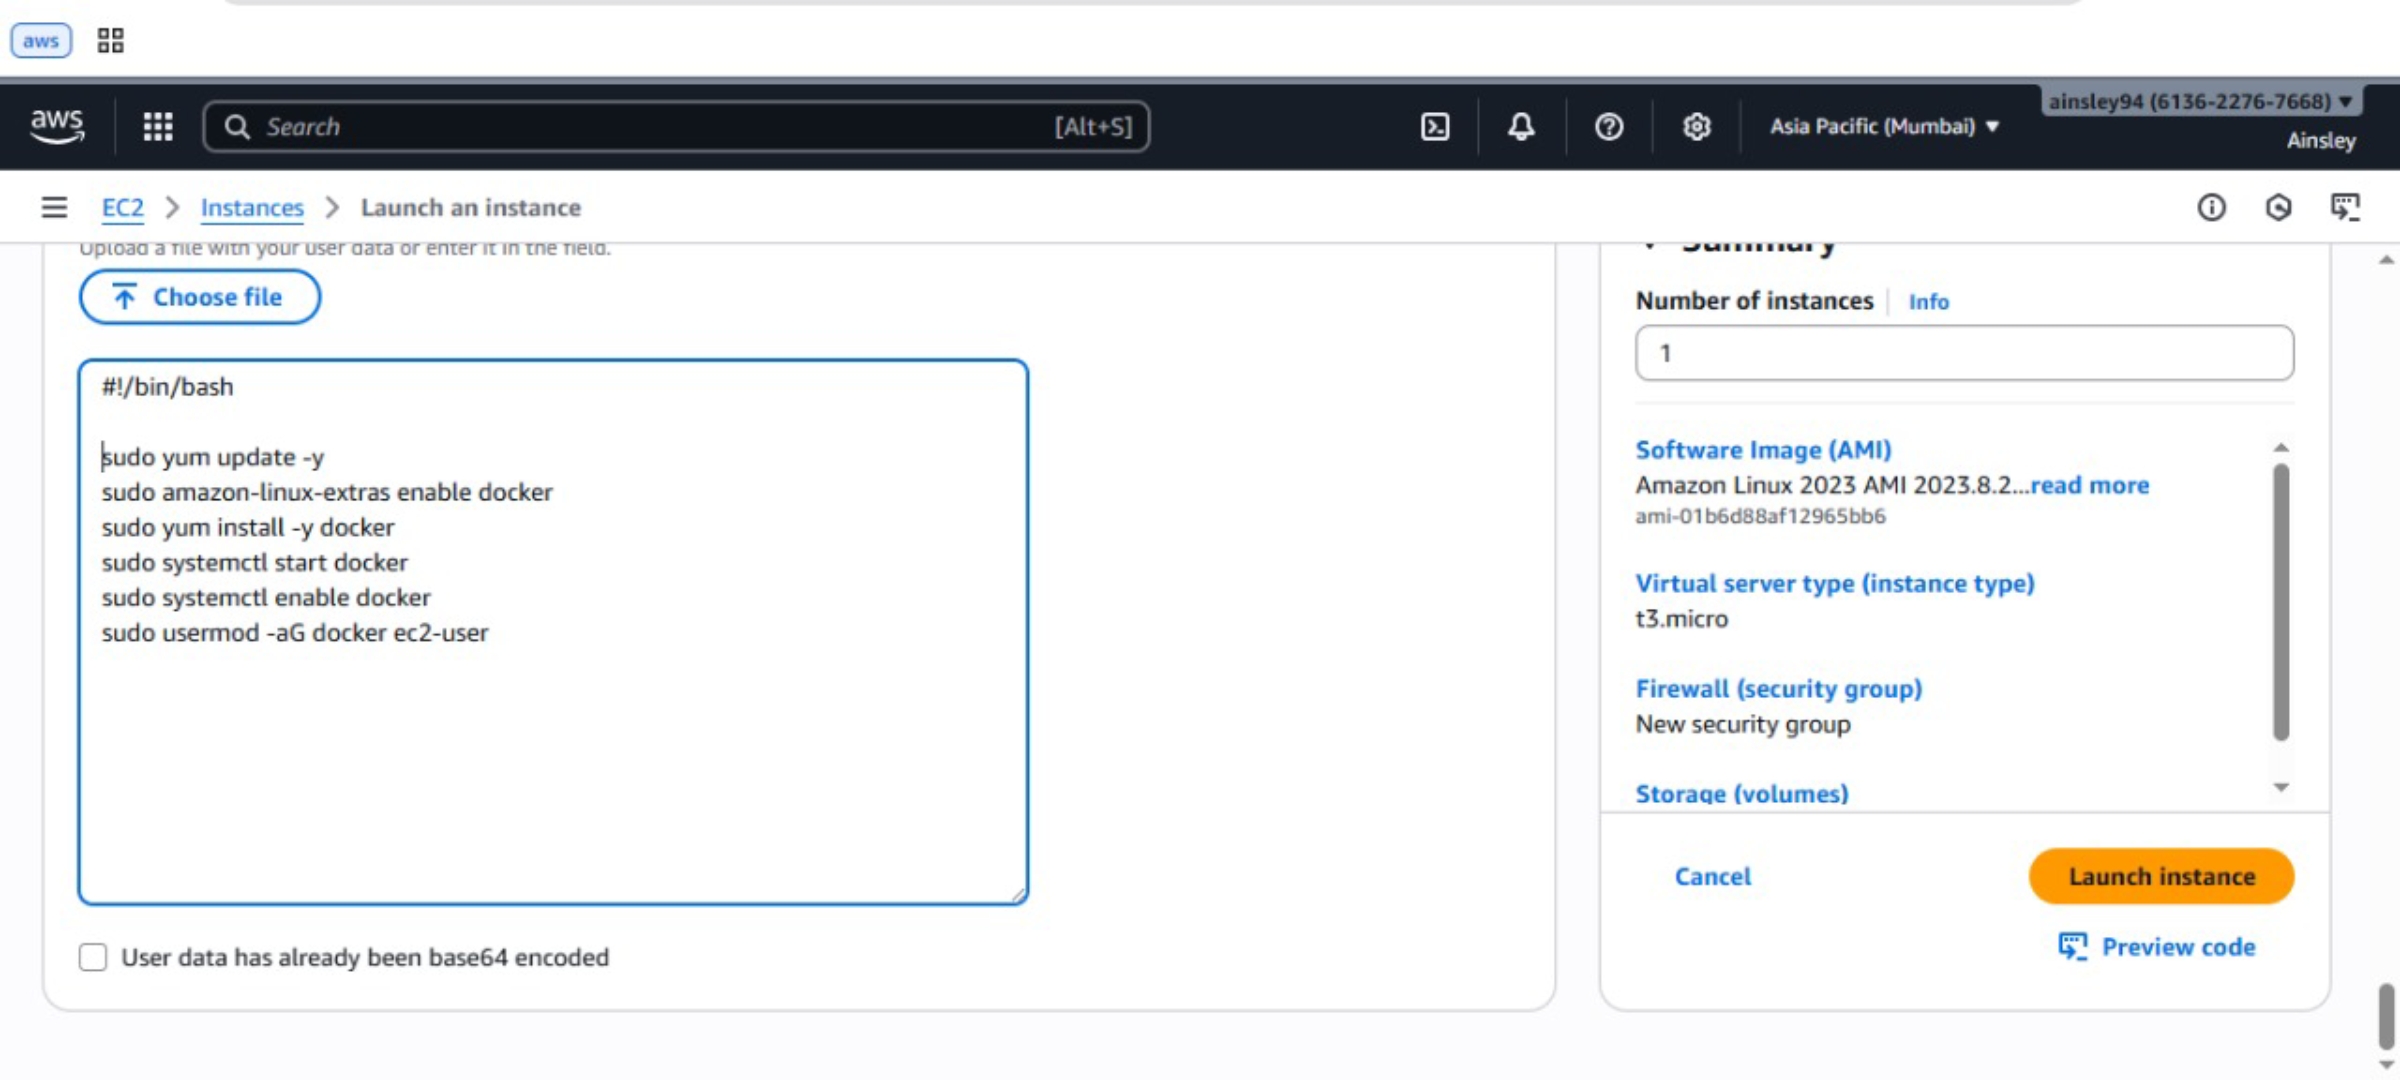 aws
aws
Search [Alt+S]
Asia Pacific (Mumbai) ▼
ainsley94 (6136-2276-7668) ▼
Ainsley
EC2 > Instances > Launch an instance
Upload a file with your user data or enter it in the field.
Choose file
#!/bin/bash
sudo yum update -y
sudo amazon-linux-extras enable docker
sudo yum install -y docker
sudo systemctl start docker
sudo systemctl enable docker
sudo usermod -aG docker ec2-user
User data has already been base64 encoded
Summary
Number of instances Info
1
Software Image (AMI)
Amazon Linux 2023 AMI 2023.8.2...read more
ami-01b6d88af12965bb6
Virtual server type (instance type)
t3.micro
Firewall (security group)
New security group
Storage (volumes)
Cancel
Launch instance
Preview code